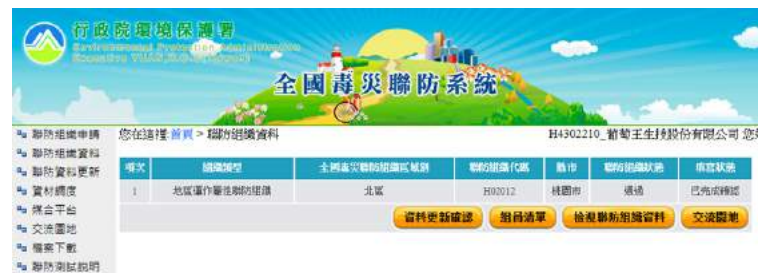 行政院環境保護署
全國毒災聯防系統
聯防組織申請
聯防組織資料
聯防資料更新
資材調度
媒合平台
交流園地
檔案下載
聯防測試說明
您在這裡:首頁 > 聯防組織資料
H4302210_葡萄王生技股份有限公司 您
項次 組織類型 全國毒災聯防組織區域別 聯防組織代碼 縣市 聯防組織狀態 填寫狀態
1 地區運作屬性聯防組織 北區 H02012 桃園市 通過 已完成確認
資料更新確認 組員清單 檢視聯防組織資料 交流園地